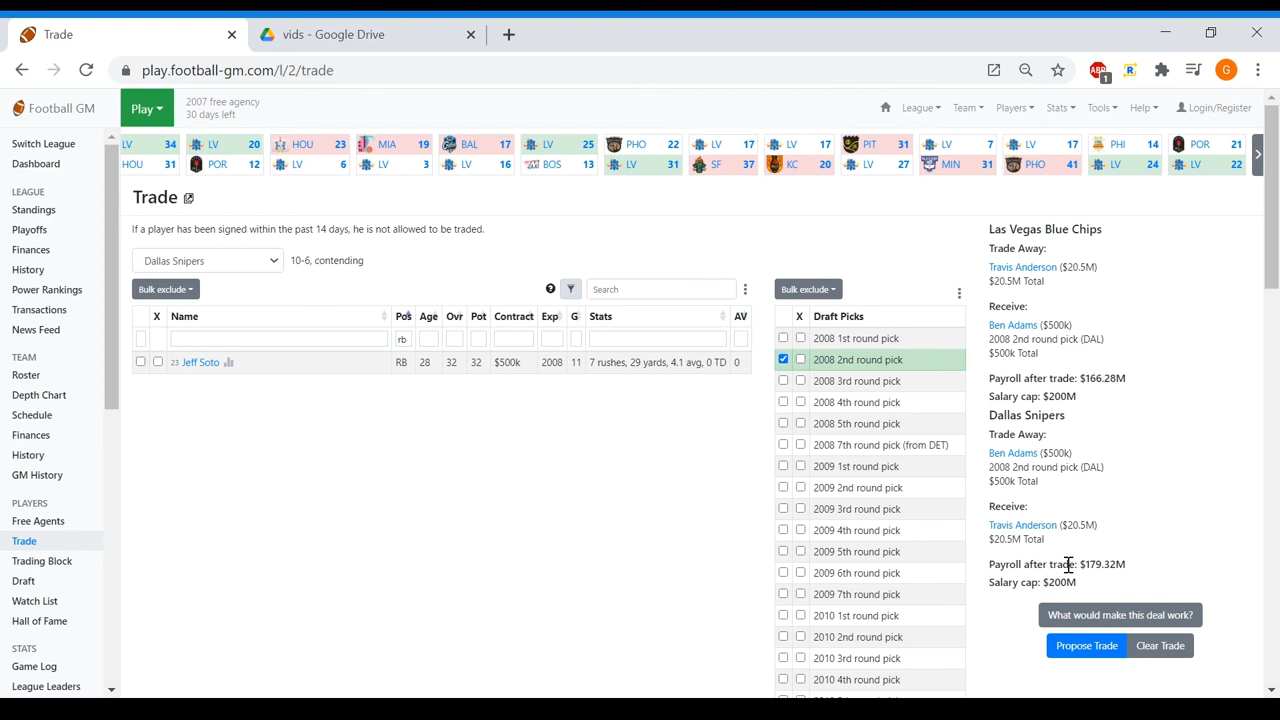 Trade
vids - Google Drive
play.football-gm.com/l/2/trade
ABP
1
R
G
Football GM
Play
2007 free agency
30 days left
League
Team
Players
Stats
Tools
Help
Login/Register
LV 34
HOU 31
LV 20
POR 12
HOU 23
LV 6
MIA 19
LV 3
BAL 17
LV 16
LV 25
BOS 13
PHO 22
LV 31
LV 17
SF 37
LV 17
KC 20
PIT 31
LV 27
LV 7
MIN 31
LV 17
PHO 41
PHI 14
LV 24
POR 21
LV 22
Switch League
Dashboard
LEAGUE
Standings
Playoffs
Finances
History
Power Rankings
Transactions
News Feed
TEAM
Roster
Depth Chart
Schedule
Finances
History
GM History
PLAYERS
Free Agents
Trade
Trading Block
Draft
Watch List
Hall of Fame
STATS
Game Log
League Leaders
Trade
If a player has been signed within the past 14 days, he is not allowed to be traded.
Dallas Snipers
10-6, contending
Bulk exclude
Search
X Name Pos Age Ovr Pot Contract Exp G Stats AV
rb
23 Jeff Soto RB 28 32 32 $500k 2008 11 7 rushes, 29 yards, 4.1 avg, 0 TD 0
Bulk exclude
X Draft Picks
2008 1st round pick
2008 2nd round pick
2008 3rd round pick
2008 4th round pick
2008 5th round pick
2008 7th round pick (from DET)
2009 1st round pick
2009 2nd round pick
2009 3rd round pick
2009 4th round pick
2009 5th round pick
2009 6th round pick
2009 7th round pick
2010 1st round pick
2010 2nd round pick
2010 3rd round pick
2010 4th round pick
Las Vegas Blue Chips
Trade Away:
Travis Anderson ($20.5M)
$20.5M Total
Receive:
Ben Adams ($500k)
2008 2nd round pick (DAL)
$500k Total
Payroll after trade: $166.28M
Salary cap: $200M
Dallas Snipers
Trade Away:
Ben Adams ($500k)
2008 2nd round pick (DAL)
$500k Total
Receive:
Travis Anderson ($20.5M)
$20.5M Total
Payroll after trade: $179.32M
Salary cap: $200M
What would make this deal work?
Propose Trade
Clear Trade